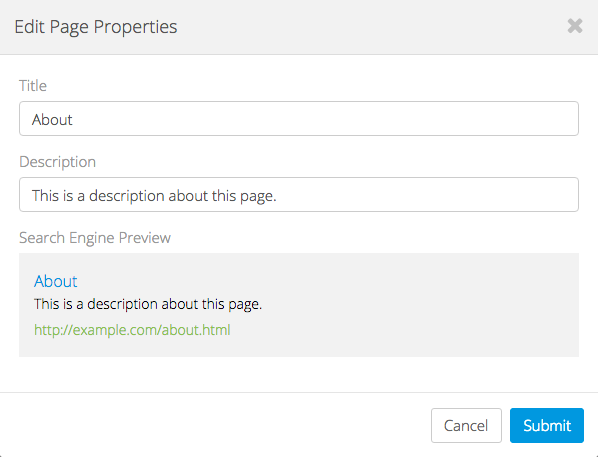 Edit Page Properties
Title
About
Description
This is a description about this page.
Search Engine Preview
About
This is a description about this page.
http://example.com/about.html
Cancel Submit